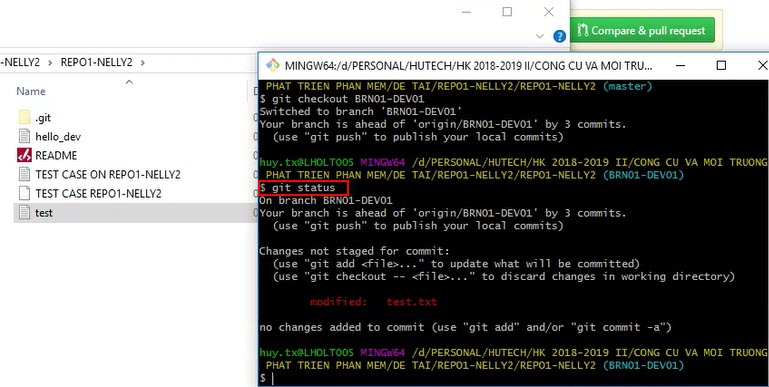 Compare & pull request
-NELLY2 > REPO1-NELLY2 >
Name
.git
hello_dev
README
TEST CASE ON REPO1-NELLY2
TEST CASE REPO1-NELLY2
test
MINGW64:/d/PERSONAL/HUTECH/HK 2018-2019 II/CONG CU VA MOI TRU...
PHAT TRIEN PHAN MEM/DE TAI/REPO1-NELLY2/REPO1-NELLY2 (master)
$ git checkout BRN01-DEV01
Switched to branch 'BRN01-DEV01'
Your branch is ahead of 'origin/BRN01-DEV01' by 3 commits.
(use "git push" to publish your local commits)
huy.tx@LHOLT005 MINGW64 /d/PERSONAL/HUTECH/HK 2018-2019 II/CONG CU VA MOI TRUONG
PHAT TRIEN PHAN MEM/DE TAI/REPO1-NELLY2/REPO1-NELLY2 (BRN01-DEV01)
$ git status
On branch BRN01-DEV01
Your branch is ahead of 'origin/BRN01-DEV01' by 3 commits.
(use "git push" to publish your local commits)
Changes not staged for commit:
(use "git add <file>..." to update what will be committed)
(use "git checkout -- <file>..." to discard changes in working directory)
modified: test.txt
no changes added to commit (use "git add" and/or "git commit -a")
huy.tx@LHOLT005 MINGW64 /d/PERSONAL/HUTECH/HK 2018-2019 II/CONG CU VA MOI TRUONG
PHAT TRIEN PHAN MEM/DE TAI/REPO1-NELLY2/REPO1-NELLY2 (BRN01-DEV01)
$